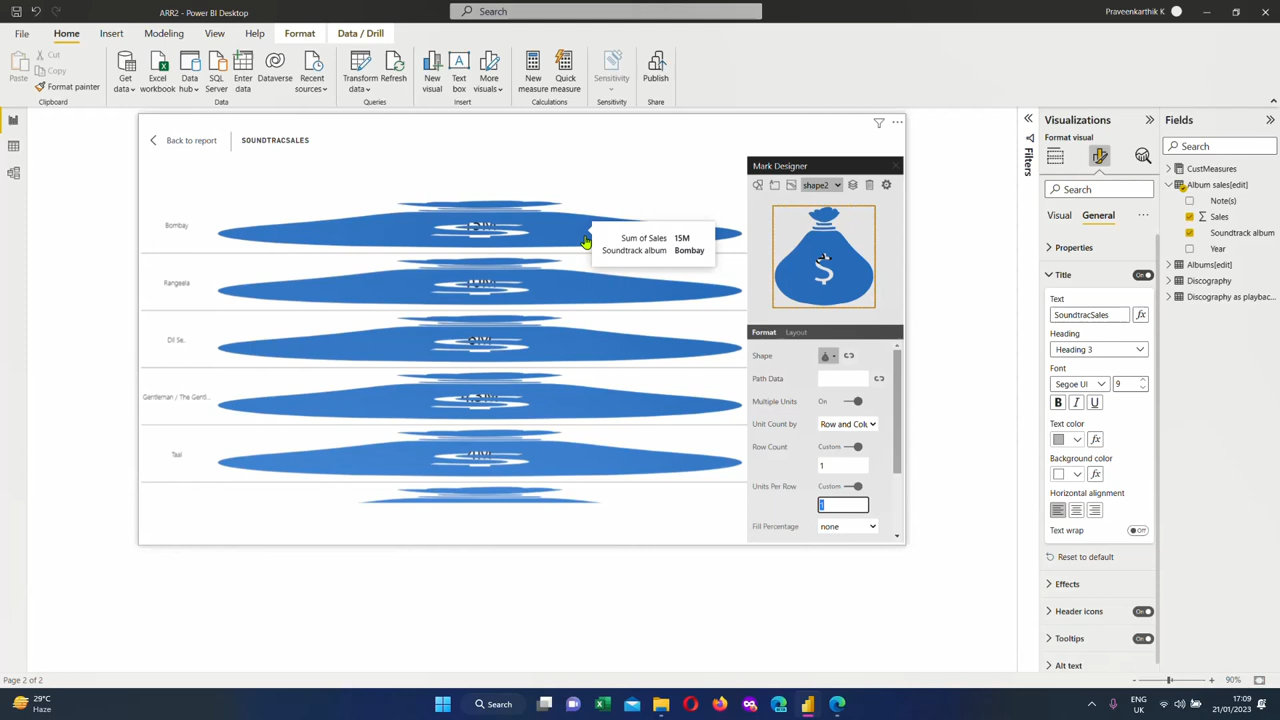 ARR2 - Power BI Desktop
Search
Praveenkarthik K
File
Home
Insert
Modeling
View
Help
Format
Data / Drill
Paste
Cut
Copy
Format painter
Clipboard
Get data
Excel workbook
Data hub
SQL Server
Enter data
Dataverse
Recent sources
Data
Transform data
Refresh
Queries
New visual
Text box
More visuals
Insert
New measure
Quick measure
Calculations
Sensitivity
Sensitivity
Publish
Share
Back to report
SOUNDTRACSALES
Bombay
Rangeela
Dil Se..
Gentleman / The Gentl...
Taal
15M
Sum of Sales 15M
Soundtrack album Bombay
Mark Designer
shape2
$
Format
Layout
Shape
Path Data
Multiple Units On
Unit Count by Row and Colu
Row Count Custom
1
Units Per Row Custom
1
Fill Percentage none
Filters
Visualizations
Format visual
Search
Visual
General
Properties
Title On
Text
SoundtracSales fx
Heading
Heading 3
Font
Segoe UI 9
B I U
Text color
fx
Background color
fx
Horizontal alignment
Text wrap Off
Reset to default
Effects
Header icons On
Tooltips On
Alt text
Fields
Search
CustMeasures
Album sales[edit]
Note(s)
Sales
Soundtrack album
Year
Albums[edit]
Discography
Discography as playbac...
Page 2 of 2
90%
29°C
Haze
Search
ENG
UK
17:09
21/01/2023